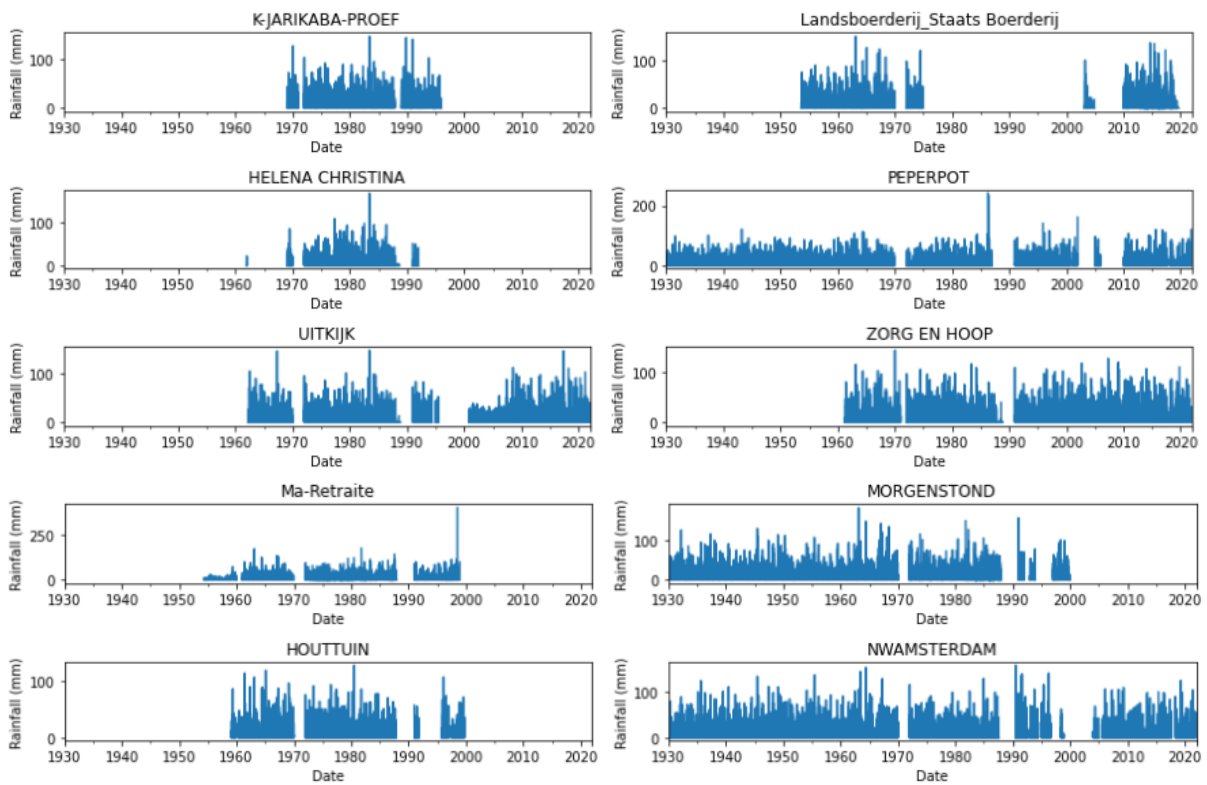 K-JARIKABA-PROEF
Rainfall (mm)
100
0
1930 1940 1950 1960 1970 1980 1990 2000 2010 2020
Date
Landsboerderij_Staats Boerderij
Rainfall (mm)
100
0
1930 1940 1950 1960 1970 1980 1990 2000 2010 2020
Date
HELENA CHRISTINA
Rainfall (mm)
100
0
1930 1940 1950 1960 1970 1980 1990 2000 2010 2020
Date
PEPERPOT
Rainfall (mm)
200
0
1930 1940 1950 1960 1970 1980 1990 2000 2010 2020
Date
UITKIJK
Rainfall (mm)
100
0
1930 1940 1950 1960 1970 1980 1990 2000 2010 2020
Date
ZORG EN HOOP
Rainfall (mm)
100
0
1930 1940 1950 1960 1970 1980 1990 2000 2010 2020
Date
Ma-Retraite
Rainfall (mm)
250
0
1930 1940 1950 1960 1970 1980 1990 2000 2010 2020
Date
MORGENSTOND
Rainfall (mm)
100
0
1930 1940 1950 1960 1970 1980 1990 2000 2010 2020
Date
HOUTTUIN
Rainfall (mm)
100
0
1930 1940 1950 1960 1970 1980 1990 2000 2010 2020
Date
NWAMSTERDAM
Rainfall (mm)
100
0
1930 1940 1950 1960 1970 1980 1990 2000 2010 2020
Date